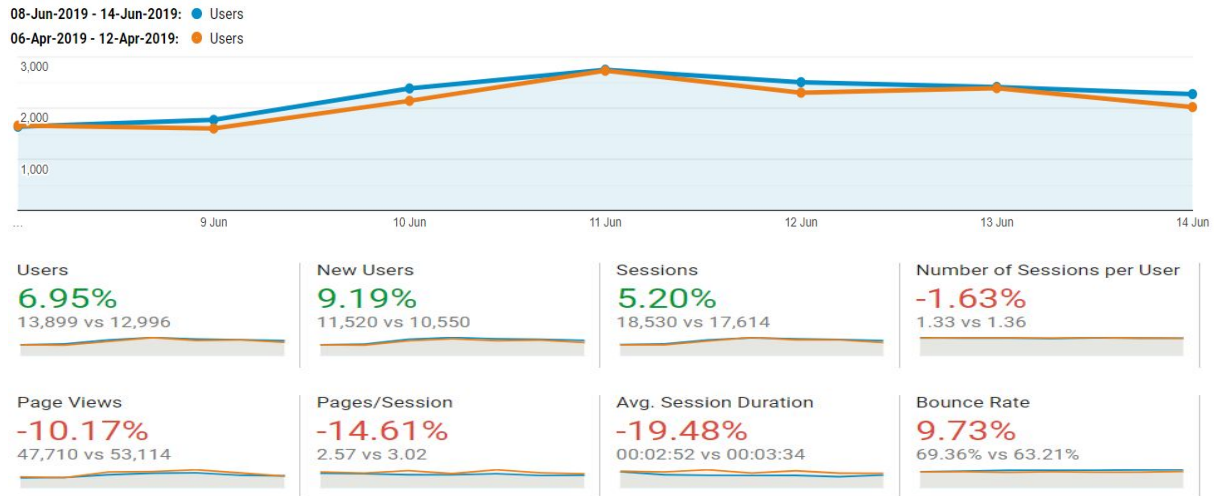 08-Jun-2019 - 14-Jun-2019: Users
06-Apr-2019 - 12-Apr-2019: Users
3,000
2,000
1,000
... 9 Jun 10 Jun 11 Jun 12 Jun 13 Jun 14 Jun
Users
6.95%
13,899 vs 12,996
New Users
9.19%
11,520 vs 10,550
Sessions
5.20%
18,530 vs 17,614
Number of Sessions per User
-1.63%
1.33 vs 1.36
Page Views
-10.17%
47,710 vs 53,114
Pages/Session
-14.61%
2.57 vs 3.02
Avg. Session Duration
-19.48%
00:02:52 vs 00:03:34
Bounce Rate
9.73%
69.36% vs 63.21%